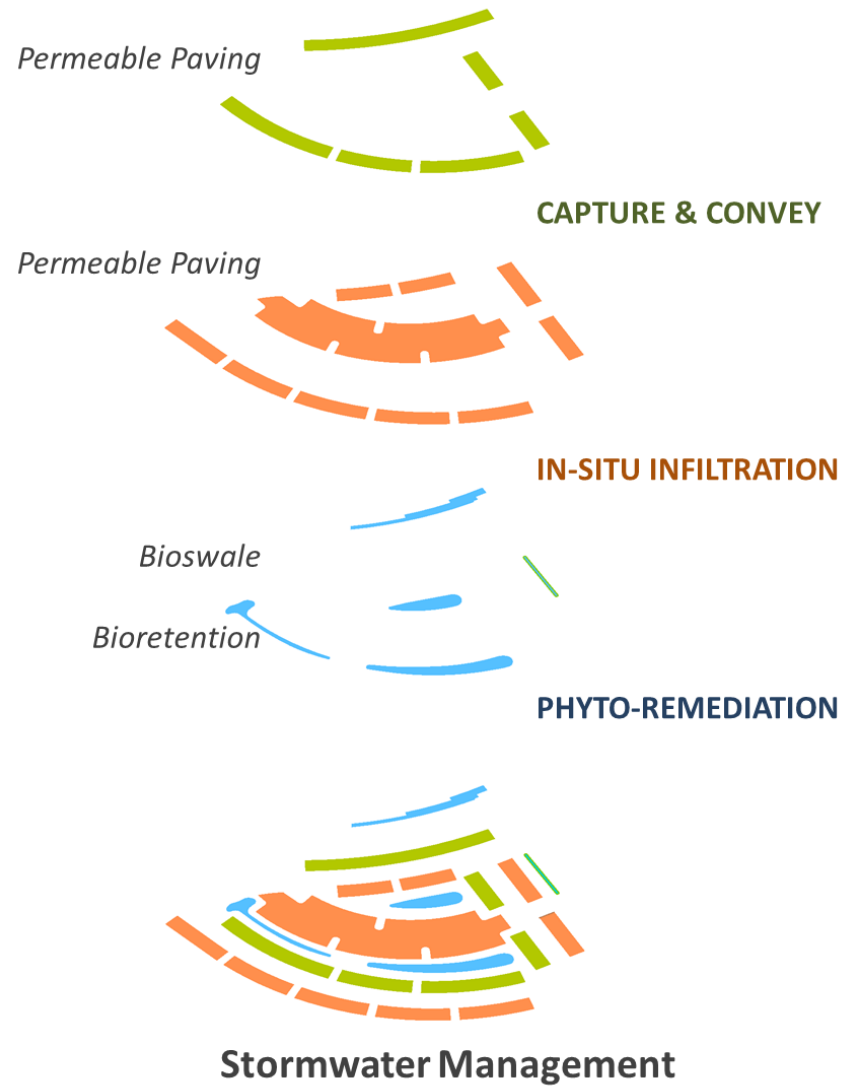 Permeable Paving
CAPTURE & CONVEY
Permeable Paving
IN-SITU INFILTRATION
Bioswale
Bioretention
PHYTO-REMEDIATION
Stormwater Management